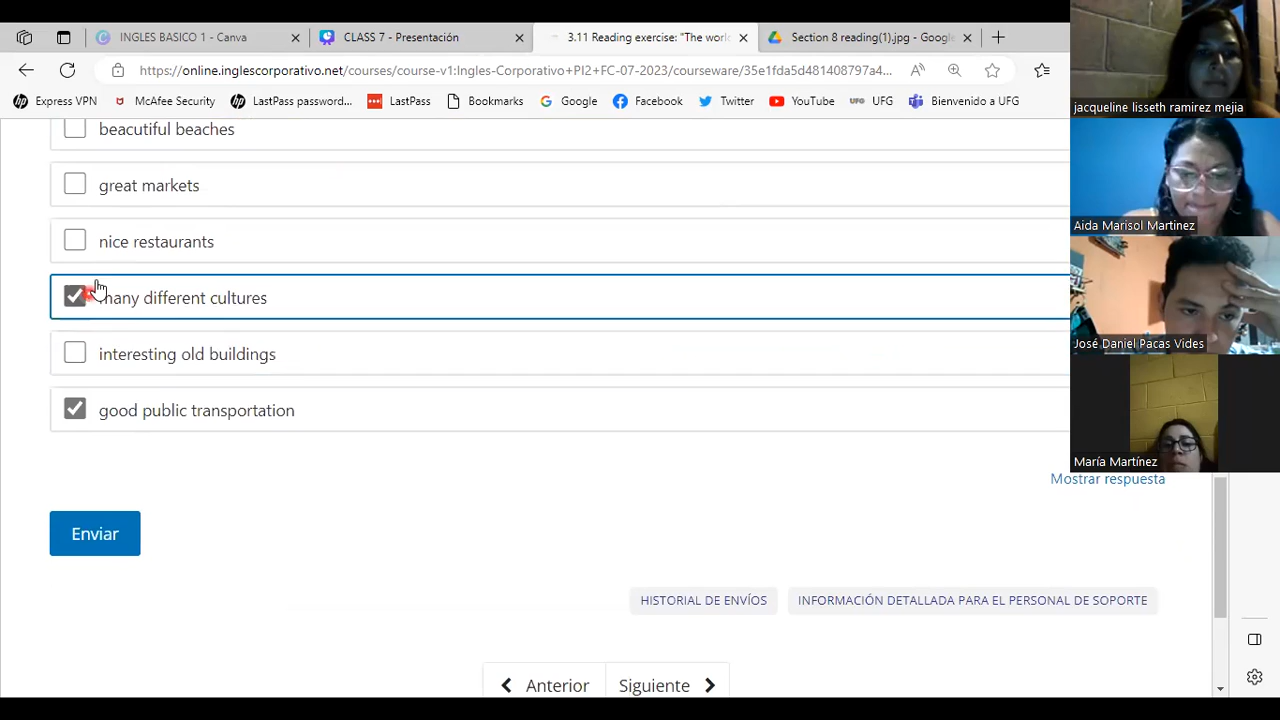 INGLES BASICO 1 - Canva
CLASS 7 - Presentación
3.11 Reading exercise: "The worl
Section 8 reading(1).jpg - Google
https://online.inglescorporativo.net/courses/course-v1:Ingles-Corporativo+PI2+FC-07-2023/courseware/35e1fda5d481408797a4...
Express VPN
McAfee Security
LastPass password...
LastPass
Bookmarks
Google
Facebook
Twitter
YouTube
UFG
Bienvenido a UFG
beacutiful beaches
great markets
nice restaurants
many different cultures
interesting old buildings
good public transportation
Mostrar respuesta
Enviar
HISTORIAL DE ENVÍOS
INFORMACIÓN DETALLADA PARA EL PERSONAL DE SOPORTE
Anterior
Siguiente
jacqueline lisseth ramirez mejia
Aida Marisol Martinez
José Daniel Pacas Vides
María Martínez